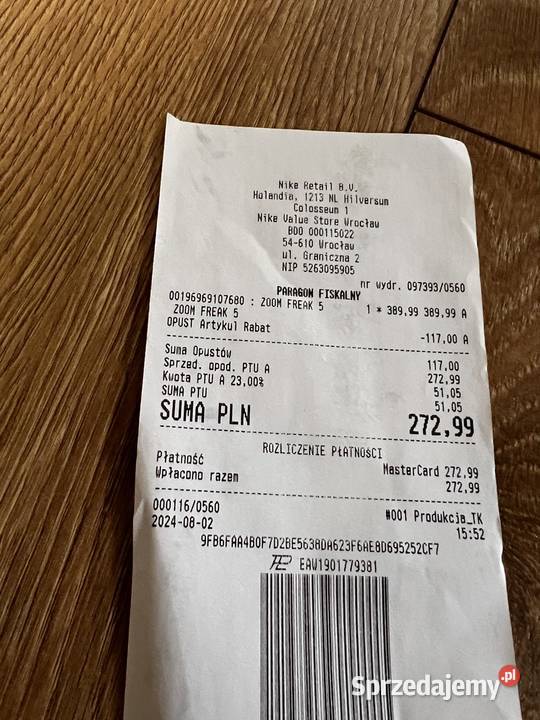 Nike Retail B.V.
Holandia, 1213 NL Hilversum
Colosseum 1
Nike Value Store Wrocław
BDO 000115022
54-610 Wrocław
ul. Graniczna 2
NIP 5263095905
nr wydr. 097393/0560
PARAGON FISKALNY
00196969107680 : ZOOM FREAK 5 1 * 389,99 389,99 A
ZOOM FREAK 5
OPUST Artykuł Rabat -117,00 A
Suma Opustów 117,00
Sprzed. opod. PTU A 272,99
Kwota PTU A 23,00% 51,05
SUMA PTU 51,05
SUMA PLN 272,99
ROZLICZENIE PŁATNOŚCI
Płatność MasterCard 272,99
Wpłacono razem 272,99
000116/0560 #001 Produkcja_TK
2024-08-02 15:52
9FB6FAA4B0F7D2BE5638DA623F6AE8D695252CF7
EAW1901779381
Sprzedajemy.pl